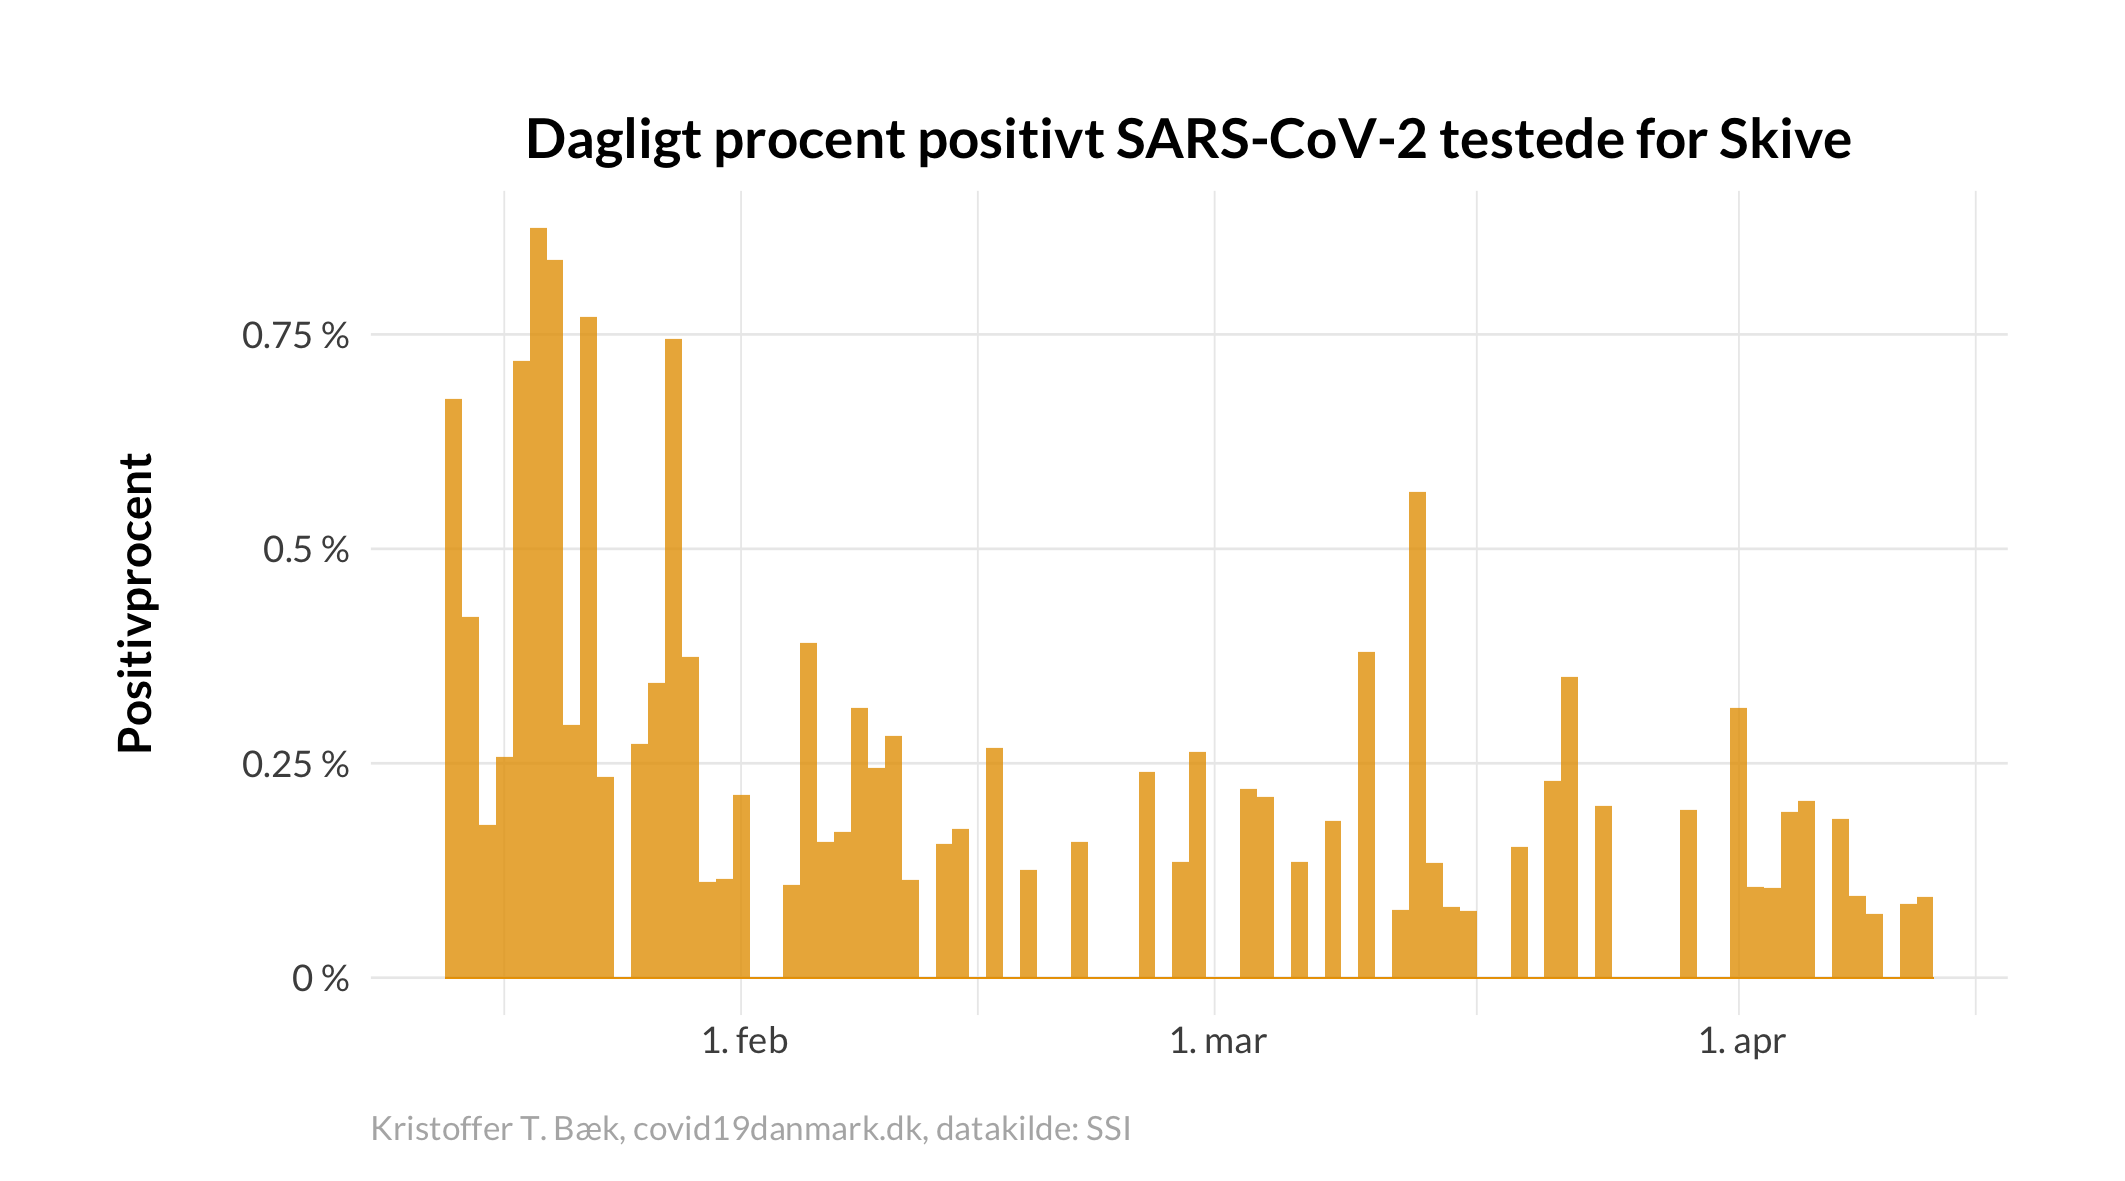 Dagligt procent positivt SARS-CoV-2 testede for Skive
Positivprocent
0.75 %
0.5 %
0.25 %
0 %
1. feb
1. mar
1. apr
Kristoffer T. Bæk, covid19danmark.dk, datakilde: SSI